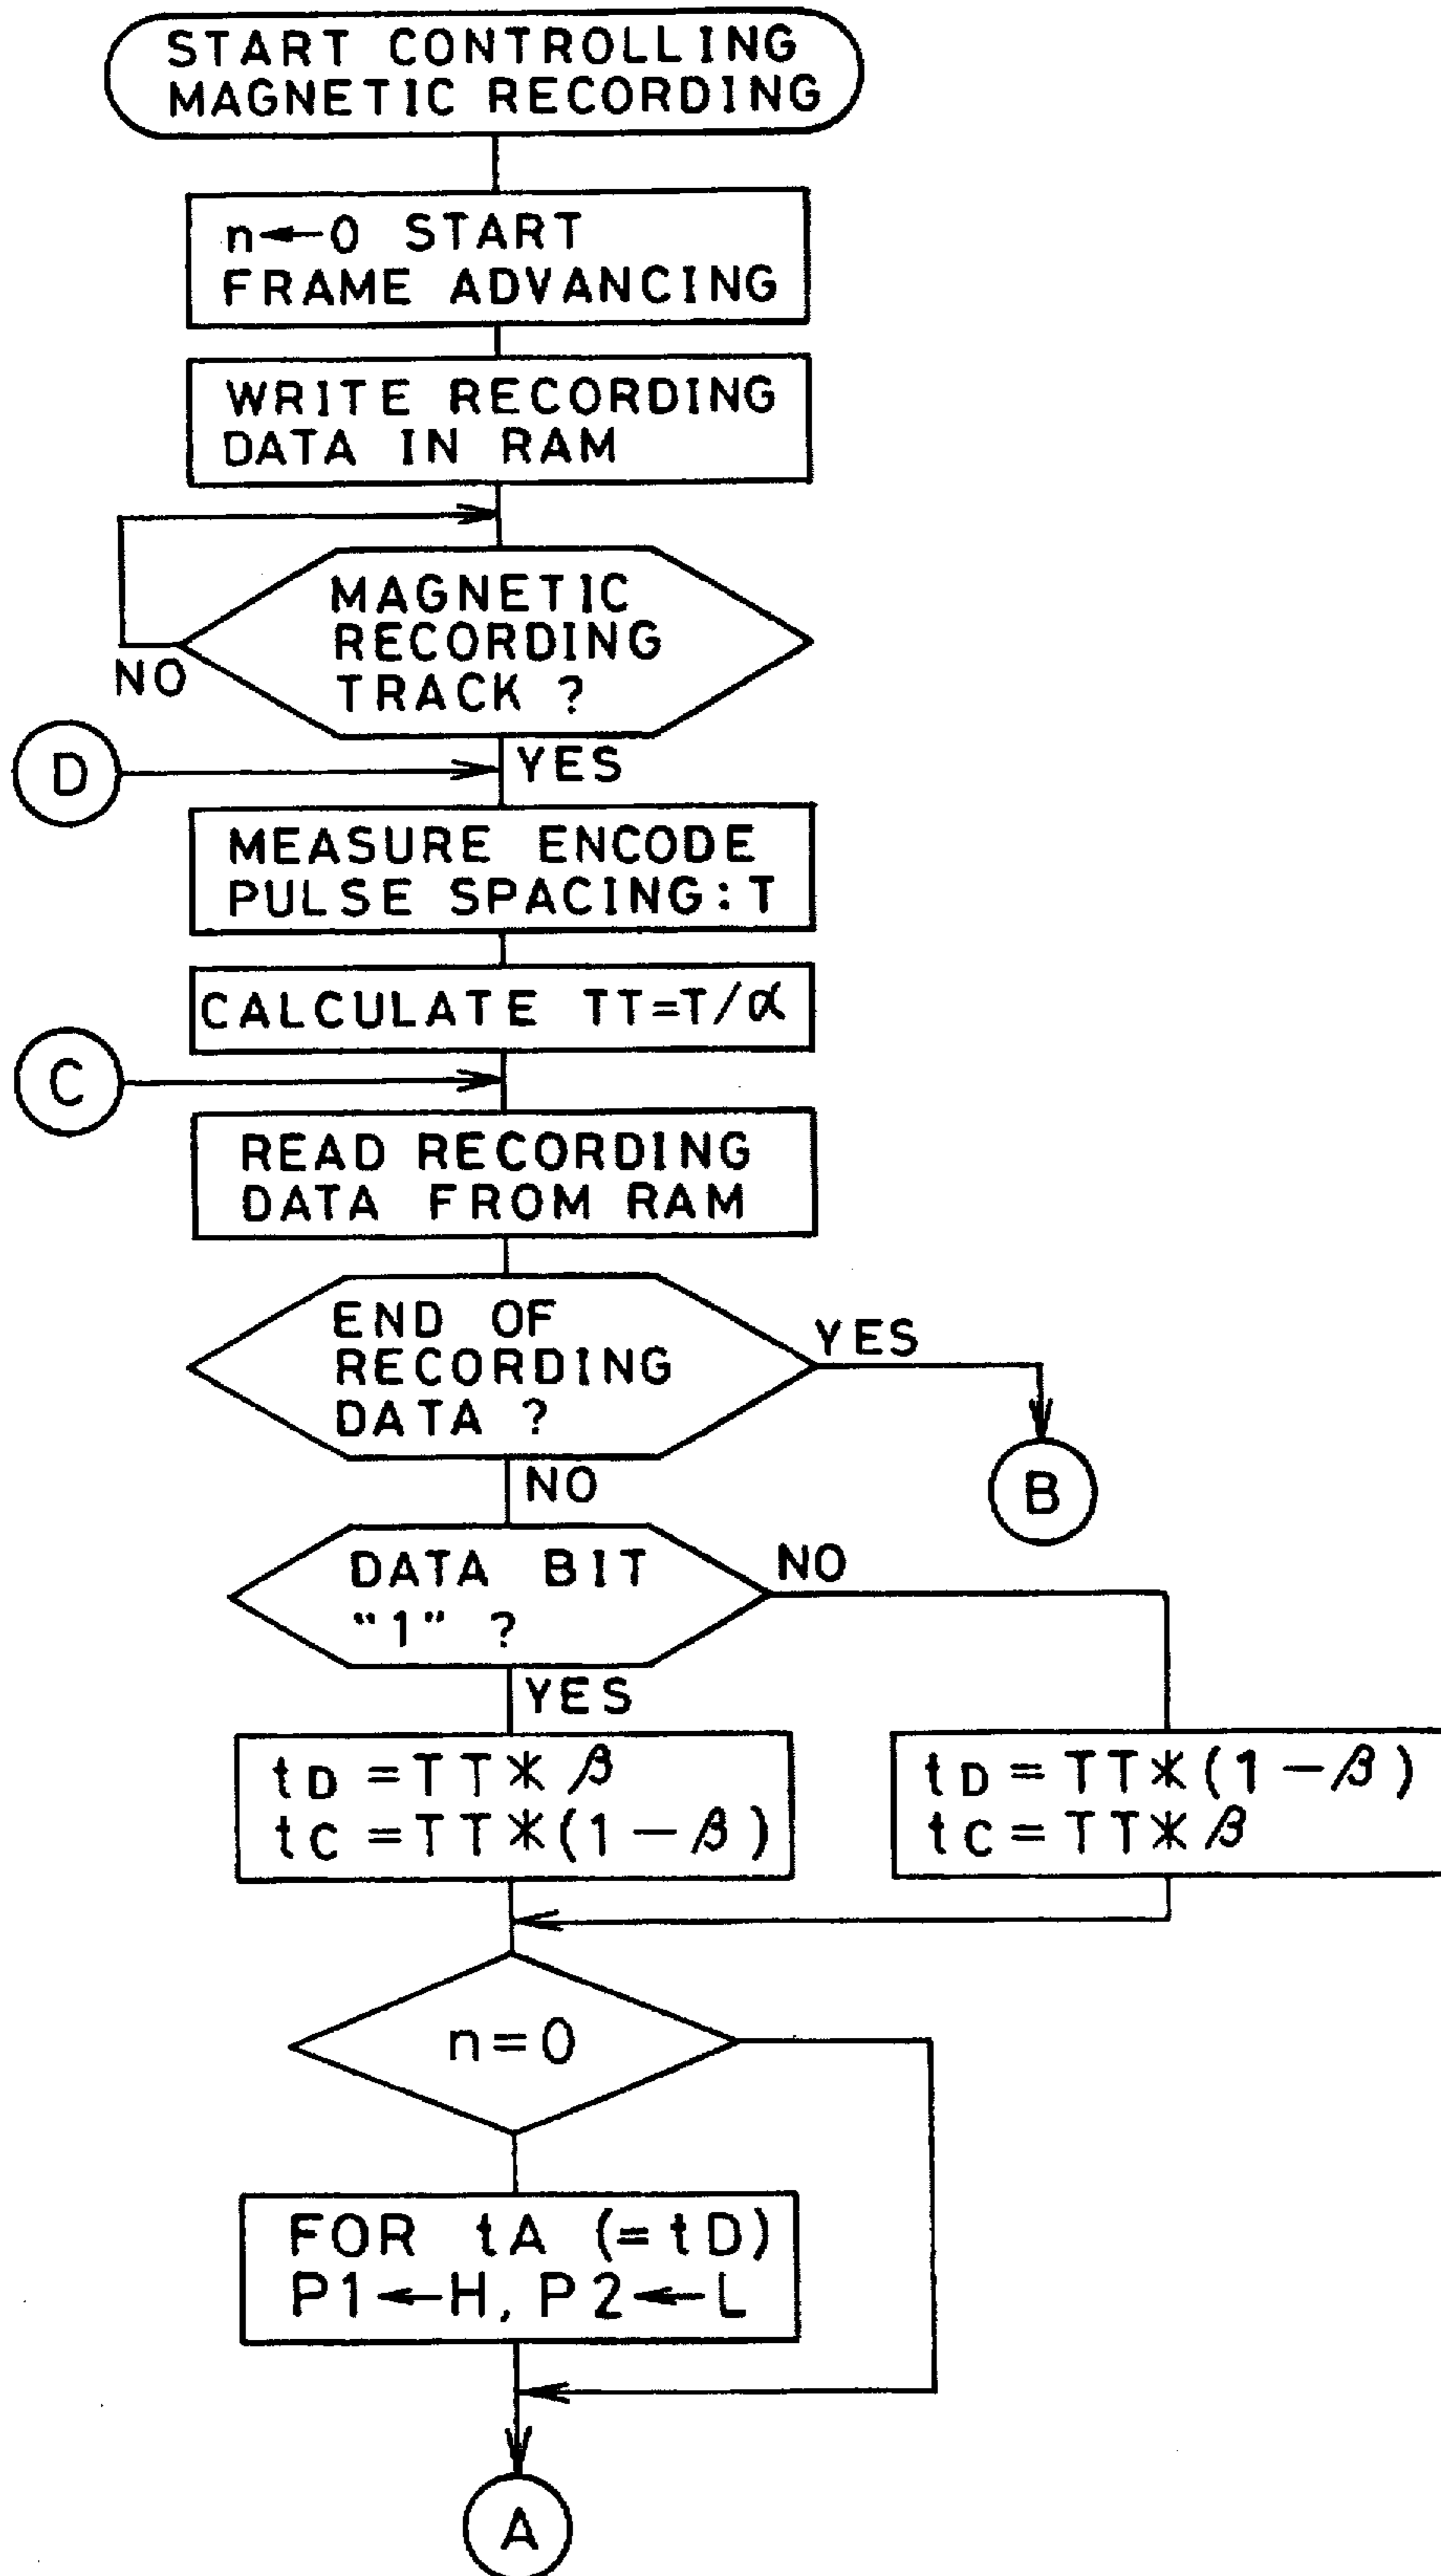 START CONTROLLING
MAGNETIC RECORDING
n←0 START
FRAME ADVANCING
WRITE RECORDING
DATA IN RAM
MAGNETIC
RECORDING
TRACK ?
NO
D
YES
MEASURE ENCODE
PULSE SPACING:T
CALCULATE TT=T/α
C
READ RECORDING
DATA FROM RAM
END OF
RECORDING
DATA ?
YES
B
NO
DATA BIT
"1" ?
NO
YES
tD =TT*β
tC =TT*(1-β)
tD =TT*(1-β)
tC =TT*β
n=0
FOR tA (=tD)
P1←H, P2←L
A